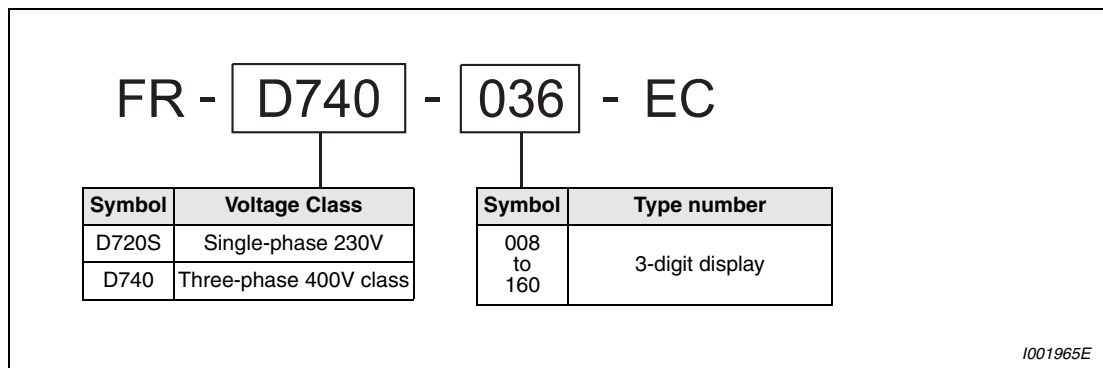 FR - D740 - 036 - EC
Symbol Voltage Class
D720S Single-phase 230V
D740 Three-phase 400V class
Symbol Type number
008
to
160
3-digit display
I001965E